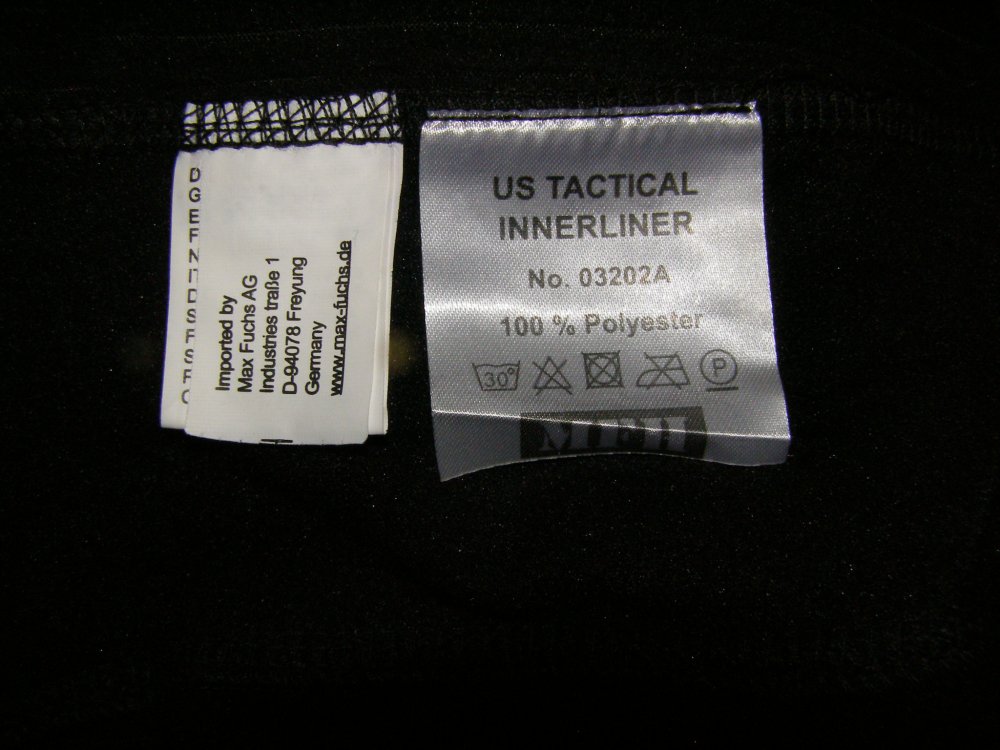 Imported by
Max Fuchs AG
Industries traße 1
D-94078 Freyung
Germany
www.max-fuchs.de
US TACTICAL
INNERLINER
No. 03202A
100 % Polyester
30°
P